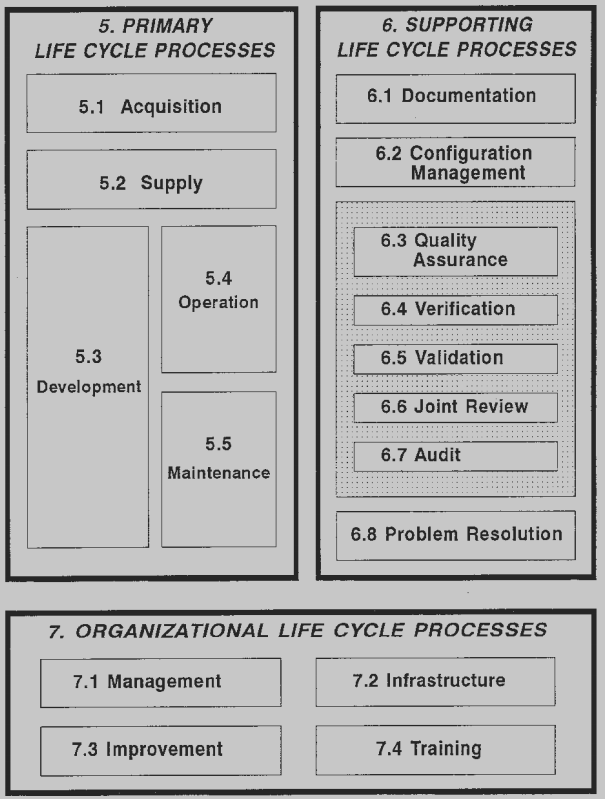 5. PRIMARY
LIFE CYCLE PROCESSES
5.1 Acquisition
5.2 Supply
5.3
Development
5.4
Operation
5.5
Maintenance
6. SUPPORTING
LIFE CYCLE PROCESSES
6.1 Documentation
6.2 Configuration
Management
6.3 Quality
Assurance
6.4 Verification
6.5 Validation
6.6 Joint Review
6.7 Audit
6.8 Problem Resolution
7. ORGANIZATIONAL LIFE CYCLE PROCESSES
7.1 Management
7.2 Infrastructure
7.3 Improvement
7.4 Training